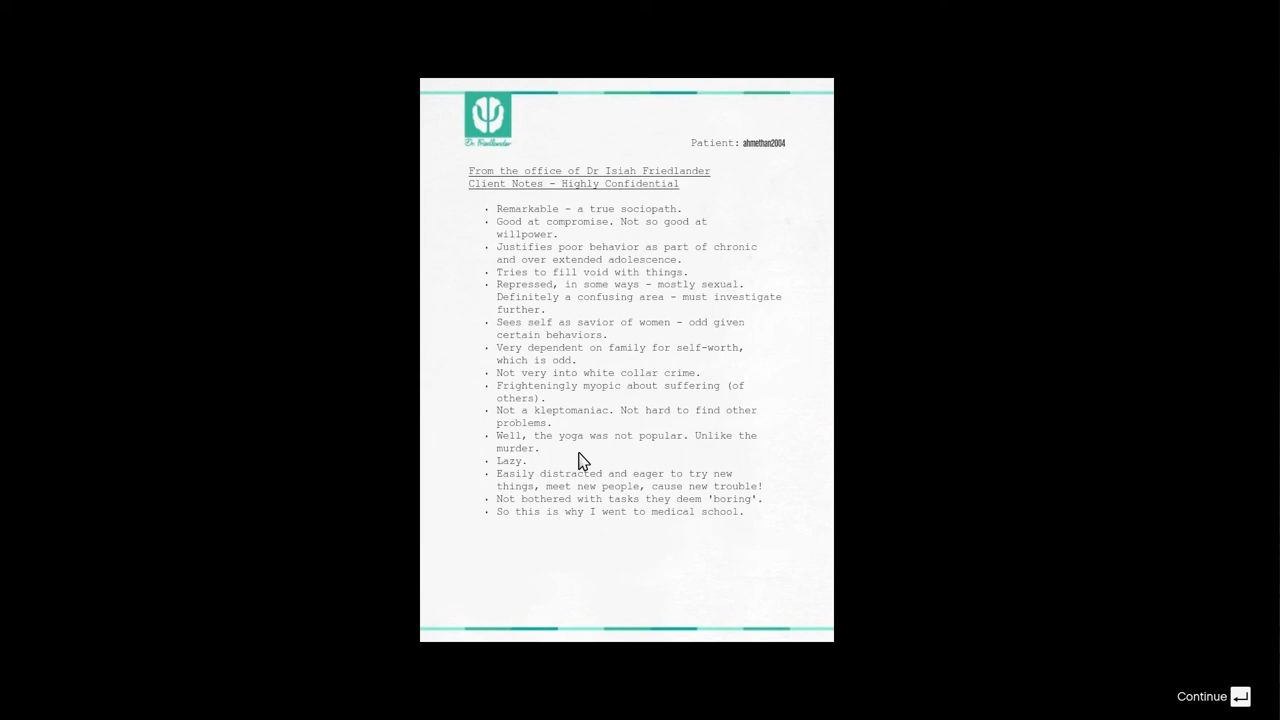 Dr. Friedlander
Patient: ahmethan2004
From the office of Dr Isiah Friedlander
Client Notes - Highly Confidential
· Remarkable - a true sociopath.
· Good at compromise. Not so good at
willpower.
· Justifies poor behavior as part of chronic
and over extended adolescence.
· Tries to fill void with things.
· Repressed, in some ways - mostly sexual.
Definitely a confusing area - must investigate
further.
· Sees self as savior of women - odd given
certain behaviors.
· Very dependent on family for self-worth,
which is odd.
· Not very into white collar crime.
· Frighteningly myopic about suffering (of
others).
· Not a kleptomaniac. Not hard to find other
problems.
· Well, the yoga was not popular. Unlike the
murder.
· Lazy.
· Easily distracted and eager to try new
things, meet new people, cause new trouble!
· Not bothered with tasks they deem 'boring'.
· So this is why I went to medical school.
Continue